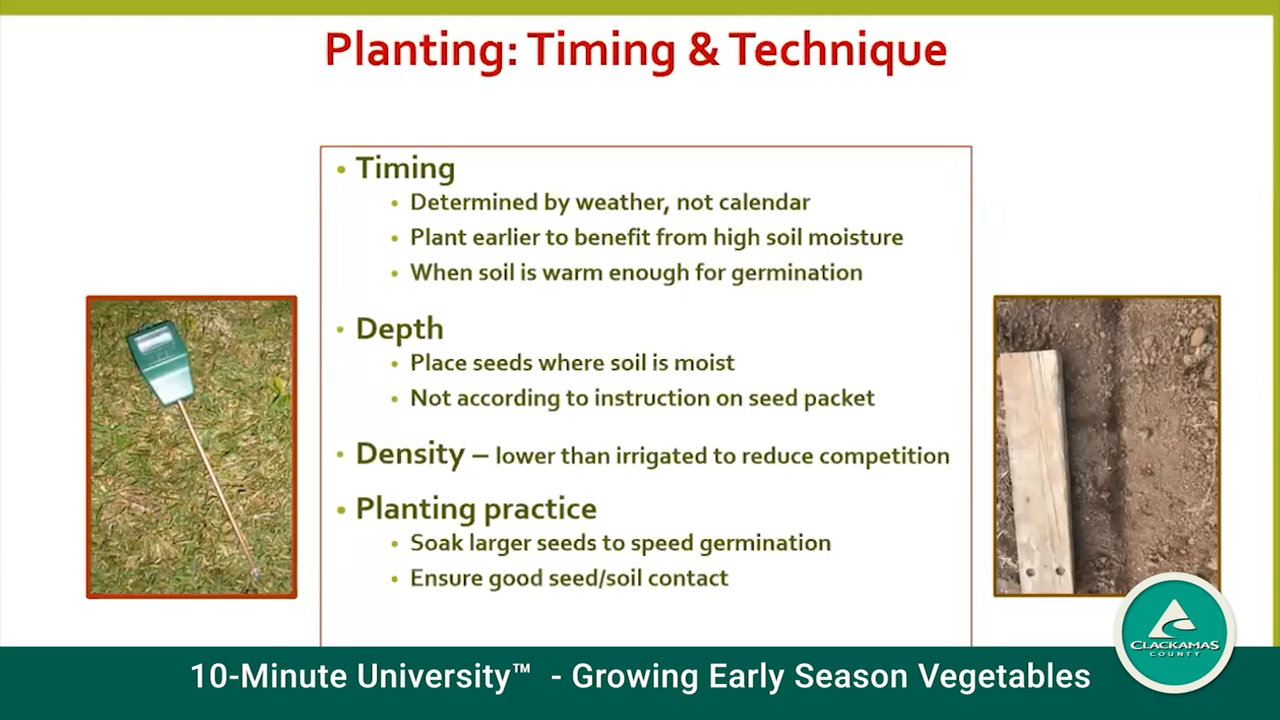 Planting: Timing & Technique
• Timing
• Determined by weather, not calendar
• Plant earlier to benefit from high soil moisture
• When soil is warm enough for germination
• Depth
• Place seeds where soil is moist
• Not according to instruction on seed packet
• Density – lower than irrigated to reduce competition
• Planting practice
• Soak larger seeds to speed germination
• Ensure good seed/soil contact
CLACKAMAS
COUNTY
10-Minute University™ - Growing Early Season Vegetables